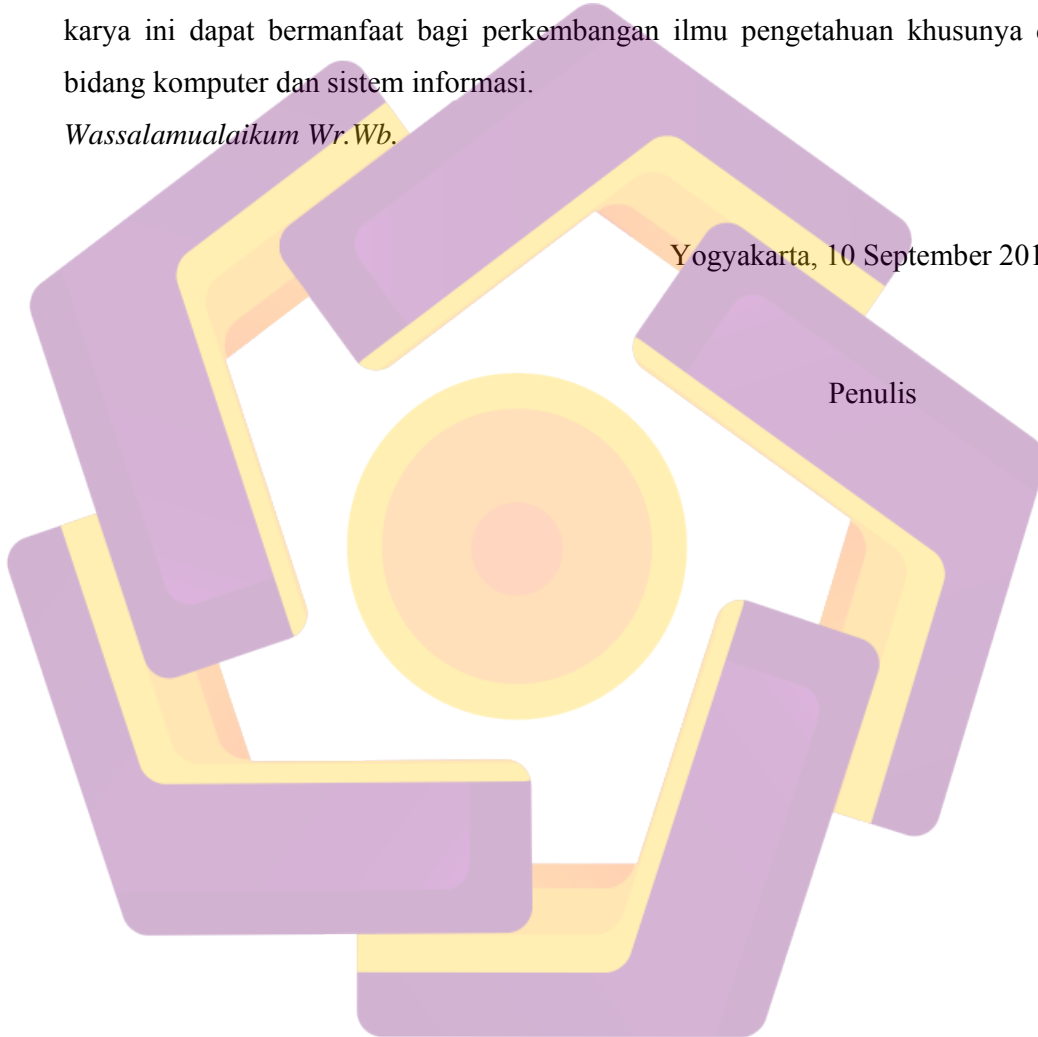 karya ini dapat bermanfaat bagi perkembangan ilmu pengetahuan khusunya
bidang komputer dan sistem informasi.
Wassalamualaikum Wr.Wb.
Yogyakarta, 10 September 201
Penulis